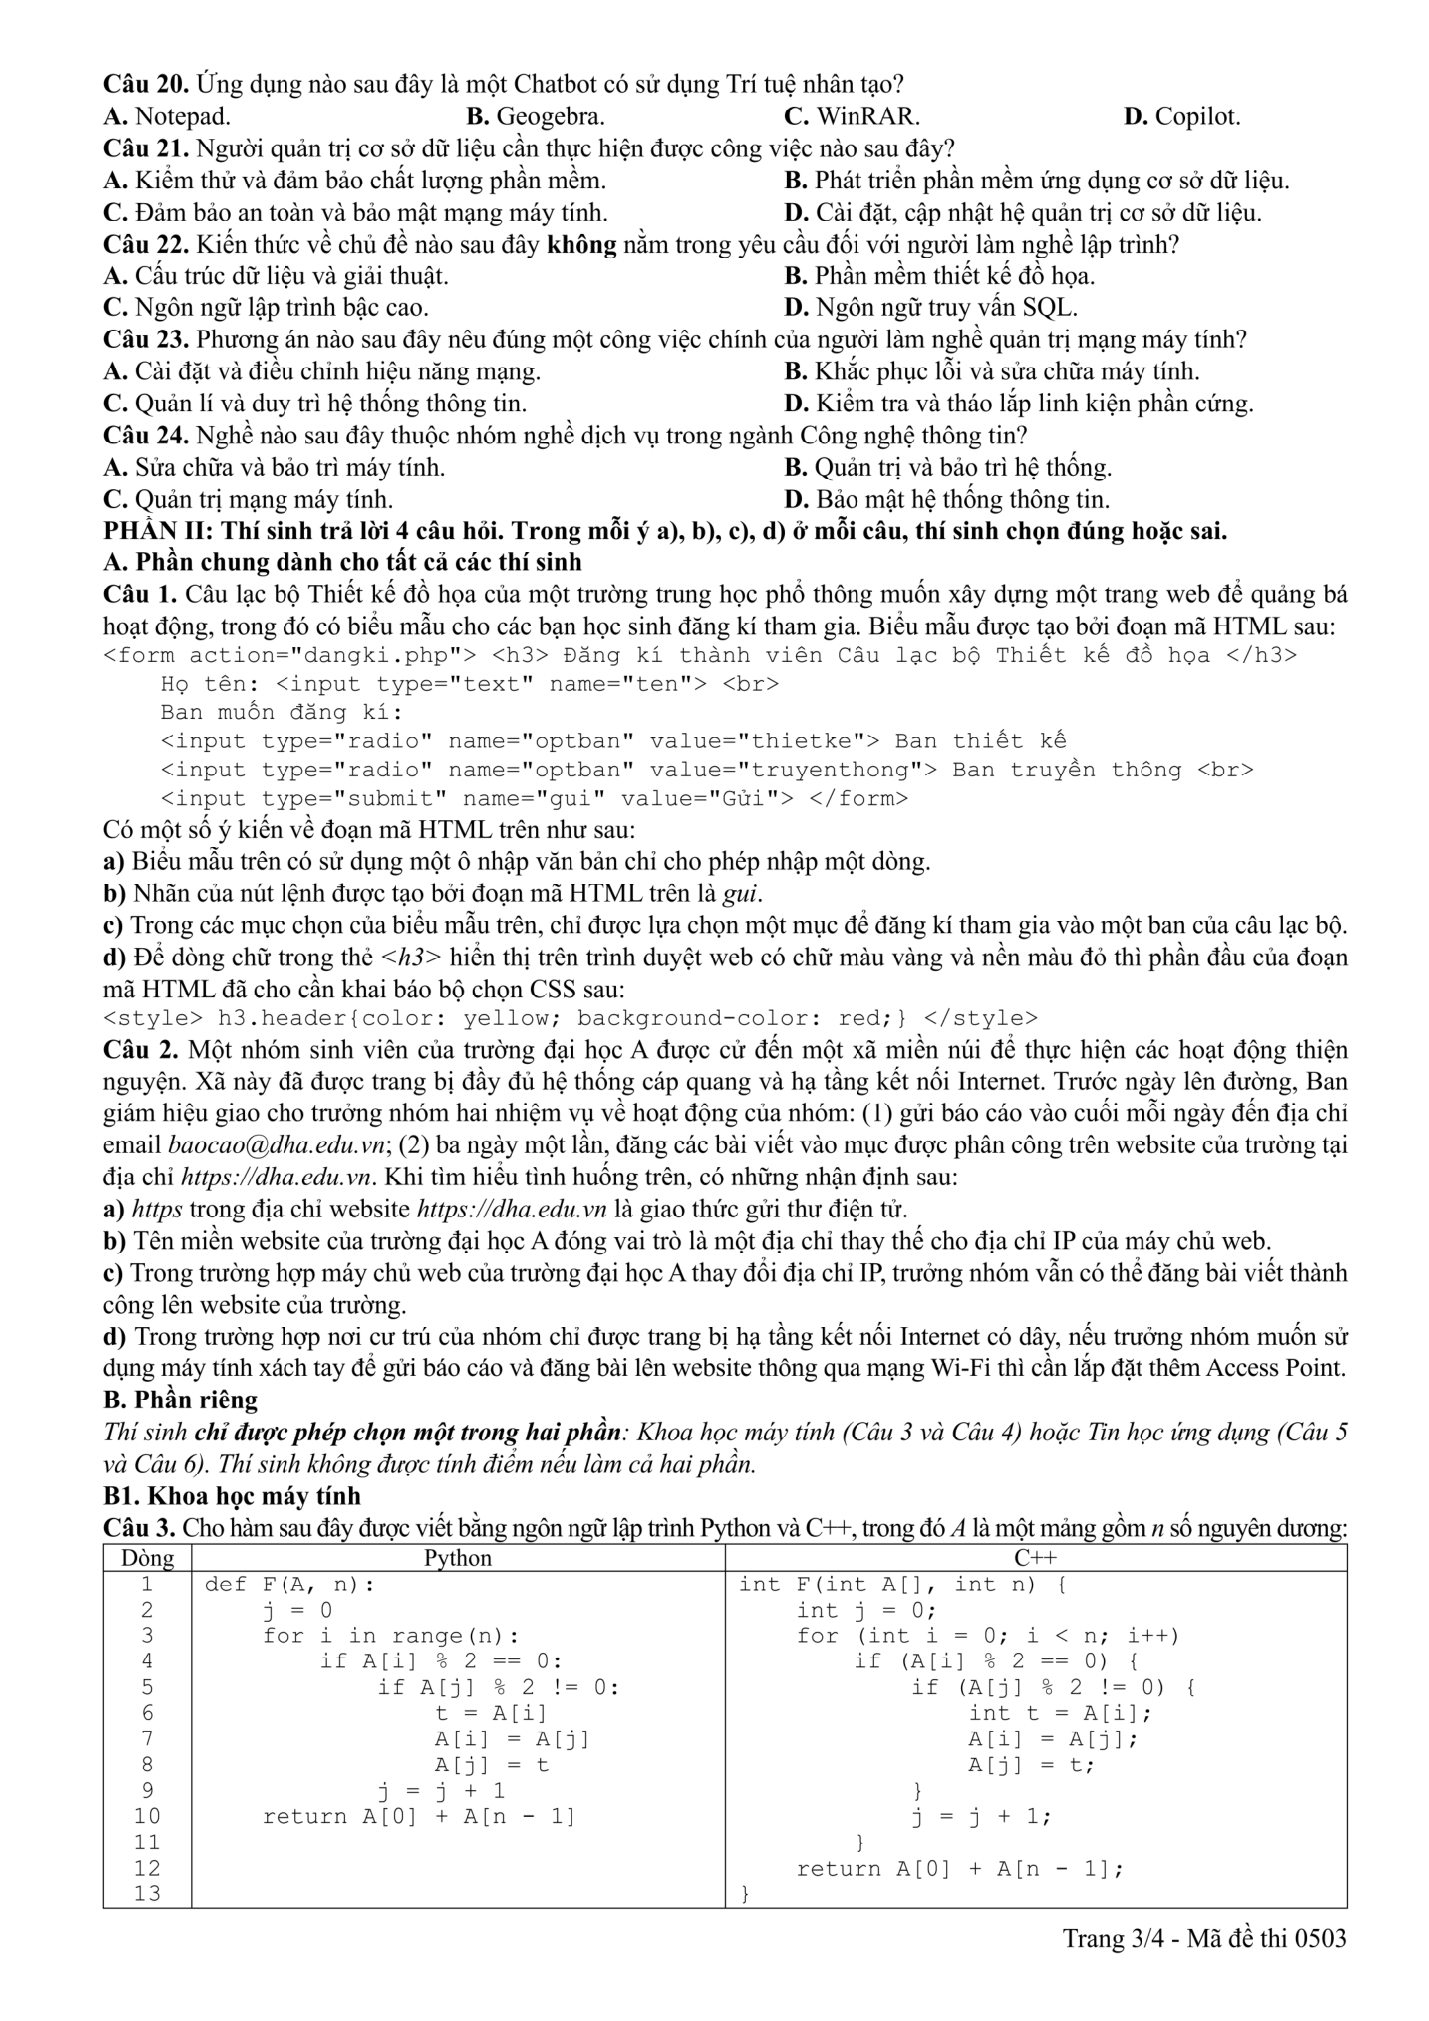 Câu 20. Ứng dụng nào sau đây là một Chatbot có sử dụng Trí tuệ nhân tạo?
A. Notepad. B. Geogebra. C. WinRAR. D. Copilot.
Câu 21. Người quản trị cơ sở dữ liệu cần thực hiện được công việc nào sau đây?
A. Kiểm thử và đảm bảo chất lượng phần mềm. B. Phát triển phần mềm ứng dụng cơ sở dữ liệu.
C. Đảm bảo an toàn và bảo mật mạng máy tính. D. Cài đặt, cập nhật hệ quản trị cơ sở dữ liệu.
Câu 22. Kiến thức về chủ đề nào sau đây không nằm trong yêu cầu đối với người làm nghề lập trình?
A. Cấu trúc dữ liệu và giải thuật. B. Phần mềm thiết kế đồ họa.
C. Ngôn ngữ lập trình bậc cao. D. Ngôn ngữ truy vấn SQL.
Câu 23. Phương án nào sau đây nêu đúng một công việc chính của người làm nghề quản trị mạng máy tính?
A. Cài đặt và điều chỉnh hiệu năng mạng. B. Khắc phục lỗi và sửa chữa máy tính.
C. Quản lí và duy trì hệ thống thông tin. D. Kiểm tra và tháo lắp linh kiện phần cứng.
Câu 24. Nghề nào sau đây thuộc nhóm nghề dịch vụ trong ngành Công nghệ thông tin?
A. Sửa chữa và bảo trì máy tính. B. Quản trị và bảo trì hệ thống.
C. Quản trị mạng máy tính. D. Bảo mật hệ thống thông tin.
PHẦN II: Thí sinh trả lời 4 câu hỏi. Trong mỗi ý a), b), c), d) ở mỗi câu, thí sinh chọn đúng hoặc sai.
A. Phần chung dành cho tất cả các thí sinh
Câu 1. Câu lạc bộ Thiết kế đồ họa của một trường trung học phổ thông muốn xây dựng một trang web để quảng bá
hoạt động, trong đó có biểu mẫu cho các bạn học sinh đăng kí tham gia. Biểu mẫu được tạo bởi đoạn mã HTML sau:
<form action="dangki.php"> <h3> Đăng kí thành viên Câu lạc bộ Thiết kế đồ họa </h3>
Họ tên: <input type="text" name="ten"> <br>
Ban muốn đăng kí:
<input type="radio" name="optban" value="thietke"> Ban thiết kế
<input type="radio" name="optban" value="truyenthong"> Ban truyền thông <br>
<input type="submit" name="gui" value="Gửi"> </form>
Có một số ý kiến về đoạn mã HTML trên như sau:
a) Biểu mẫu trên có sử dụng một ô nhập văn bản chỉ cho phép nhập một dòng.
b) Nhãn của nút lệnh được tạo bởi đoạn mã HTML trên là gui.
c) Trong các mục chọn của biểu mẫu trên, chỉ được lựa chọn một mục để đăng kí tham gia vào một ban của câu lạc bộ.
d) Để dòng chữ trong thẻ <h3> hiển thị trên trình duyệt web có chữ màu vàng và nền màu đỏ thì phần đầu của đoạn
mã HTML đã cho cần khai báo bộ chọn CSS sau:
<style> h3.header{color: yellow; background-color: red;} </style>
Câu 2. Một nhóm sinh viên của trường đại học A được cử đến một xã miền núi để thực hiện các hoạt động thiện
nguyện. Xã này đã được trang bị đầy đủ hệ thống cáp quang và hạ tầng kết nối Internet. Trước ngày lên đường, Ban
giám hiệu giao cho trưởng nhóm hai nhiệm vụ về hoạt động của nhóm: (1) gửi báo cáo vào cuối mỗi ngày đến địa chỉ
email baocao@dha.edu.vn; (2) ba ngày một lần, đăng các bài viết vào mục được phân công trên website của trường tại
địa chỉ https://dha.edu.vn. Khi tìm hiểu tình huống trên, có những nhận định sau:
a) https trong địa chỉ website https://dha.edu.vn là giao thức gửi thư điện tử.
b) Tên miền website của trường đại học A đóng vai trò là một địa chỉ thay thế cho địa chỉ IP của máy chủ web.
c) Trong trường hợp máy chủ web của trường đại học A thay đổi địa chỉ IP, trưởng nhóm vẫn có thể đăng bài viết thành
công lên website của trường.
d) Trong trường hợp nơi cư trú của nhóm chỉ được trang bị hạ tầng kết nối Internet có dây, nếu trưởng nhóm muốn sử
dụng máy tính xách tay để gửi báo cáo và đăng bài lên website thông qua mạng Wi-Fi thì cần lắp đặt thêm Access Point.
B. Phần riêng
Thí sinh chỉ được phép chọn một trong hai phần: Khoa học máy tính (Câu 3 và Câu 4) hoặc Tin học ứng dụng (Câu 5
và Câu 6). Thí sinh không được tính điểm nếu làm cả hai phần.
B1. Khoa học máy tính
Câu 3. Cho hàm sau đây được viết bằng ngôn ngữ lập trình Python và C++, trong đó A là một mảng gồm n số nguyên dương:
Dòng Python C++
1 def F(A, n): int F(int A[], int n) {
2 j = 0 int j = 0;
3 for i in range(n): for (int i = 0; i < n; i++)
4 if A[i] % 2 == 0: if (A[i] % 2 == 0) {
5 if A[j] % 2 != 0: if (A[j] % 2 != 0) {
6 t = A[i] int t = A[i];
7 A[i] = A[j] A[i] = A[j];
8 A[j] = t A[j] = t;
9 j = j + 1 }
10 return A[0] + A[n - 1] j = j + 1;
11 }
12 return A[0] + A[n - 1];
13 }
Trang 3/4 - Mã đề thi 0503